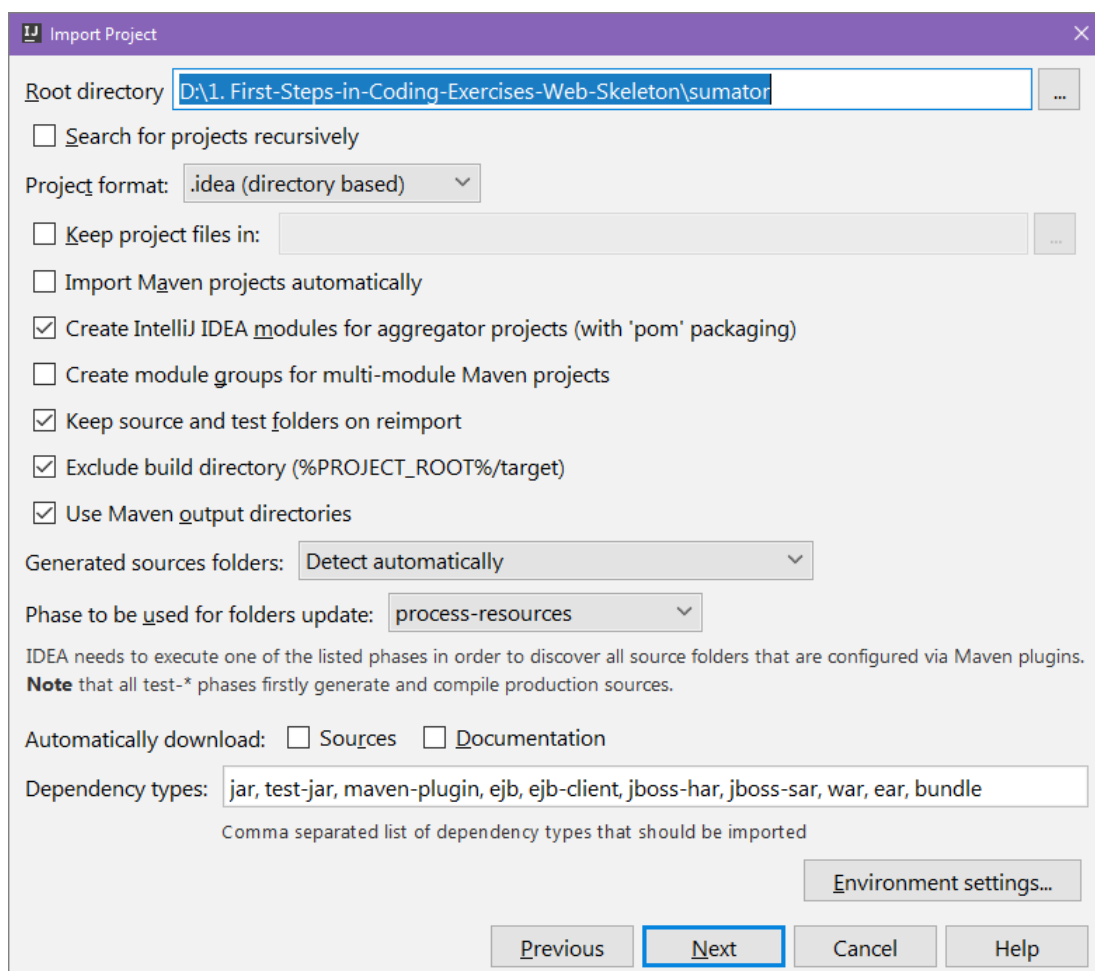 IJ Import Project
Root directory D:\1. First-Steps-in-Coding-Exercises-Web-Skeleton\sumator ...
Search for projects recursively
Project format: .idea (directory based)
Keep project files in: ...
Import Maven projects automatically
Create IntelliJ IDEA modules for aggregator projects (with 'pom' packaging)
Create module groups for multi-module Maven projects
Keep source and test folders on reimport
Exclude build directory (%PROJECT_ROOT%/target)
Use Maven output directories
Generated sources folders: Detect automatically
Phase to be used for folders update: process-resources
IDEA needs to execute one of the listed phases in order to discover all source folders that are configured via Maven plugins.
Note that all test-* phases firstly generate and compile production sources.
Automatically download: Sources Documentation
Dependency types: jar, test-jar, maven-plugin, ejb, ejb-client, jboss-har, jboss-sar, war, ear, bundle
Comma separated list of dependency types that should be imported
Environment settings...
Previous Next Cancel Help